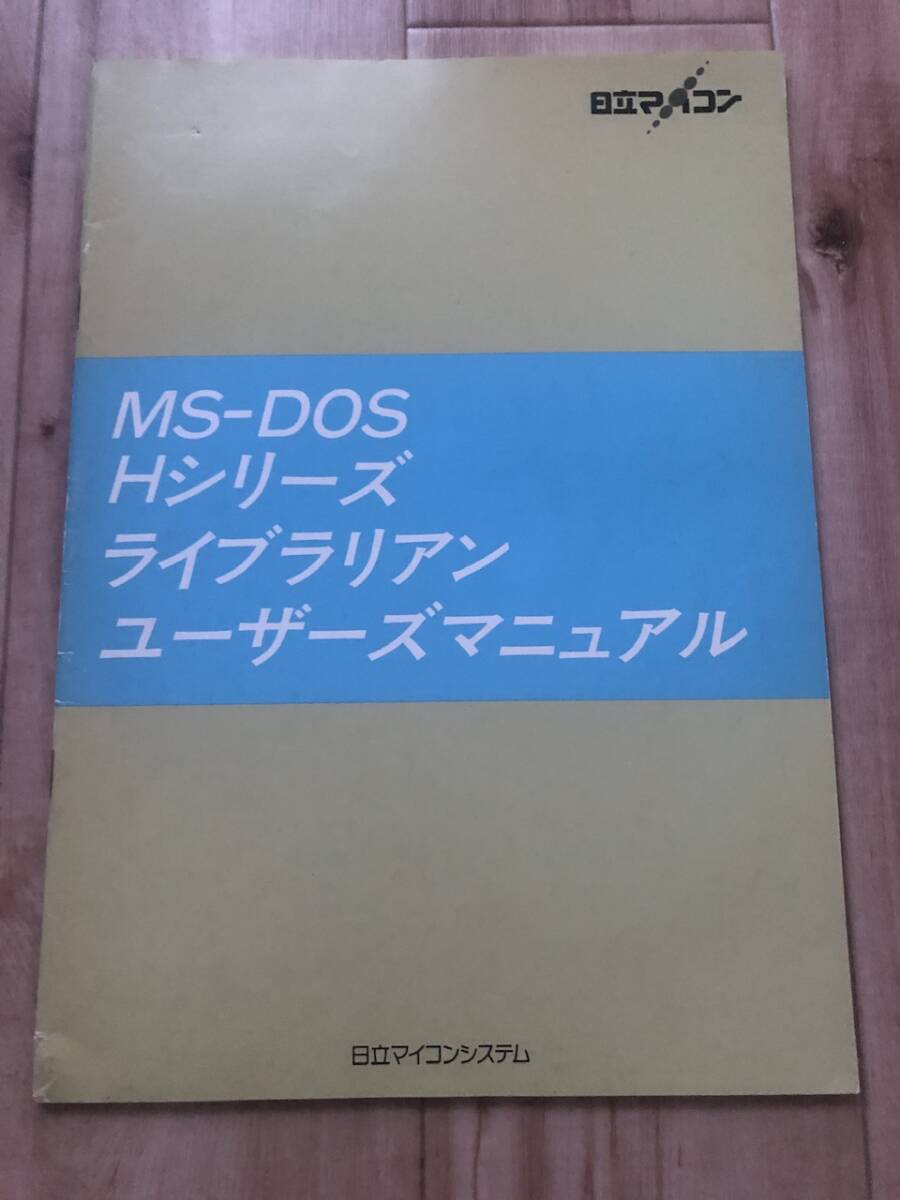 日立マイコン
MS-DOS
Hシリーズ
ライブラリアン
ユーザーズマニュアル
日立マイコンシステム